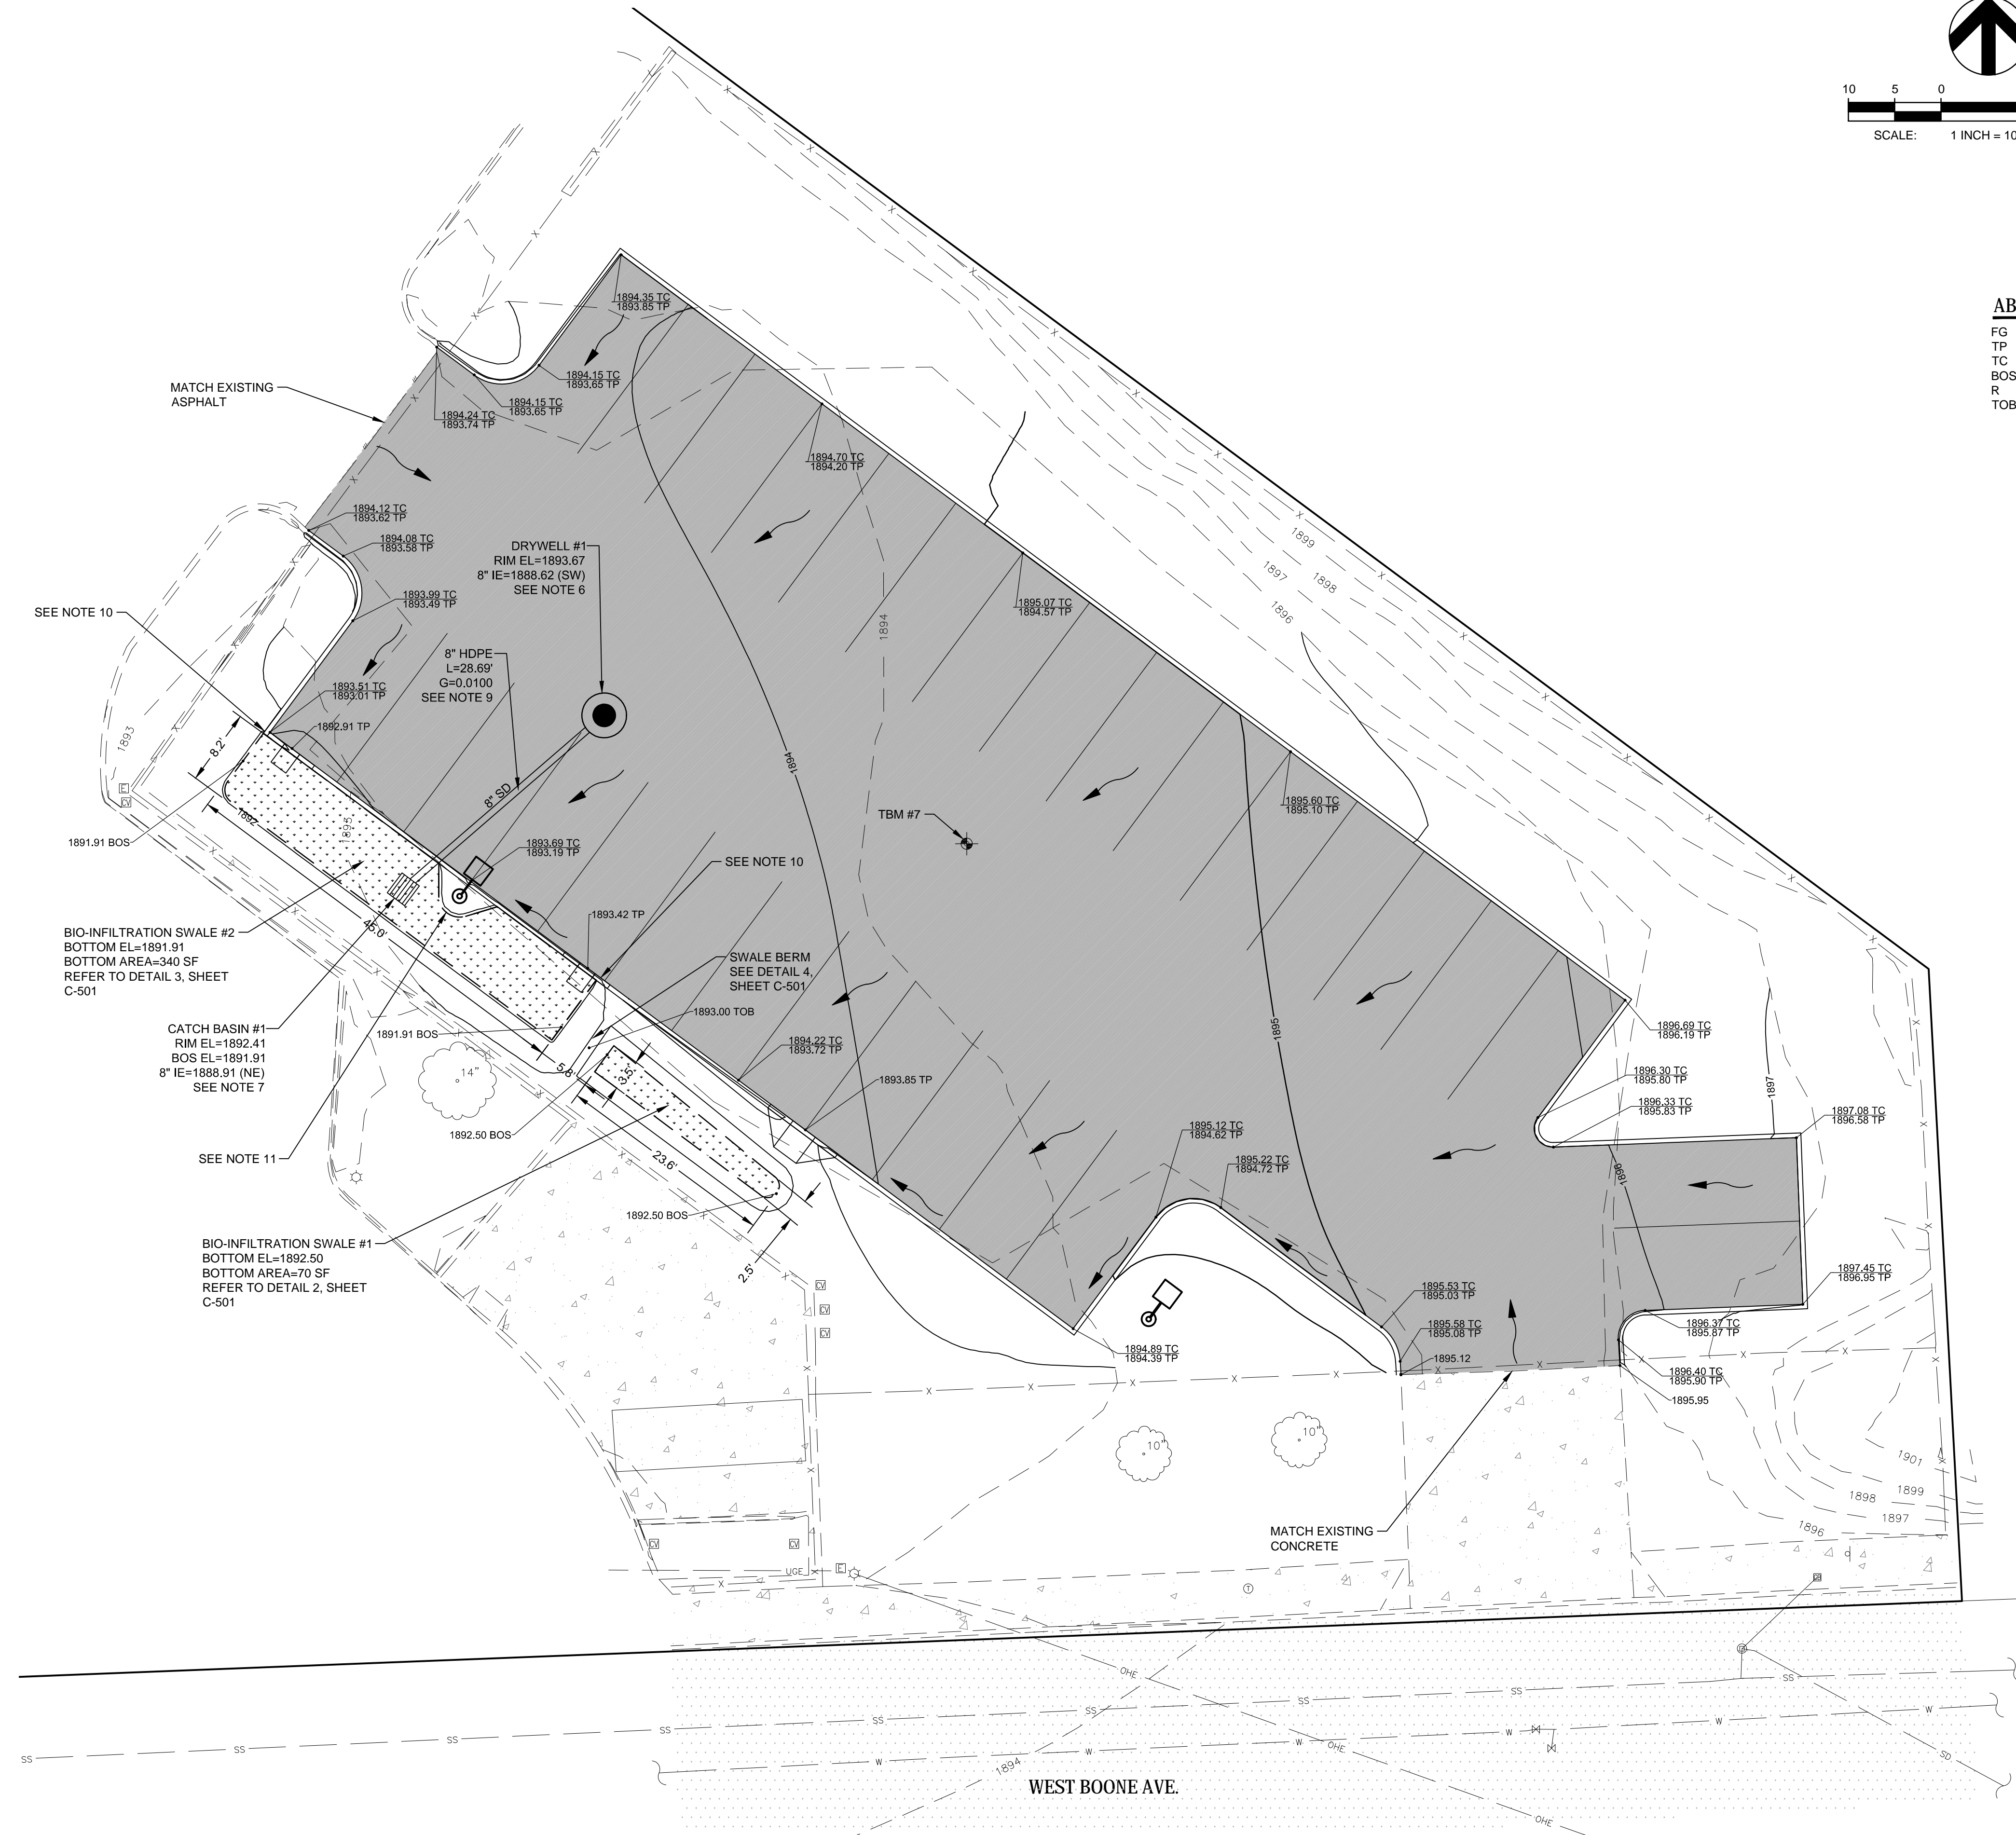 10 5 0
SCALE: 1 INCH = 10
AB
FG
TP
TC
BOS
R
TOB
1894.35 TC
1893.85 TP
1894.15 TC
1893.65 TP
1894.15 TC
1893.65 TP
1894.24 TC
1893.74 TP
MATCH EXISTING
ASPHALT
1894.70 TC
1894.20 TP
1894.12 TC
1893.62 TP
1894.08 TC
1893.58 TP
DRYWELL #1
RIM EL=1893.67
8" IE=1888.62 (SW)
SEE NOTE 6
1899
1898
1897
1896
1893.99 TC
1893.49 TP
1895.07 TC
1894.57 TP
SEE NOTE 10
1894
8" HDPE
L=28.69'
G=0.0100
SEE NOTE 9
1893.51 TC
1893.01 TP
1892.91 TP
1893
8.2'
1894
8" SD
E
CV
1892
1893
1895.60 TC
1895.10 TP
TBM #7
1891.91 BOS
1893.69 TC
1893.19 TP
SEE NOTE 10
1893.42 TP
45.0'
BIO-INFILTRATION SWALE #2
BOTTOM EL=1891.91
BOTTOM AREA=340 SF
REFER TO DETAIL 3, SHEET
C-501
SWALE BERM
SEE DETAIL 4,
SHEET C-501
1893.00 TOB
CATCH BASIN #1
RIM EL=1892.41
BOS EL=1891.91
8" IE=1888.91 (NE)
SEE NOTE 7
1891.91 BOS
1895
1896.69 TC
1896.19 TP
1894.22 TC
1893.72 TP
14"
5.8'
3.5'
1893.85 TP
1896.30 TC
1895.80 TP
1897
1896.33 TC
1895.83 TP
1897.08 TC
1896.58 TP
1892.50 BOS
1895.12 TC
1894.62 TP
SEE NOTE 11
23.6'
1895.22 TC
1894.72 TP
1896
1892.50 BOS
BIO-INFILTRATION SWALE #1
BOTTOM EL=1892.50
BOTTOM AREA=70 SF
REFER TO DETAIL 2, SHEET
C-501
2.5'
1897.45 TC
1896.95 TP
CV
CV
CV
1895.53 TC
1895.03 TP
1895.58 TC
1895.08 TP
1896.37 TC
1895.87 TP
1894.89 TC
1894.39 TP
1895.12
1896.40 TC
1895.90 TP
1895.95
10"
10"
1901
1899
1898
1897
1896
MATCH EXISTING
CONCRETE
CV
CV
UGE
E
T
OHE
SS SS SS SS SS SS SS SS SS
W W W W W
OHE
SD
1894
WEST BOONE AVE.
OHE